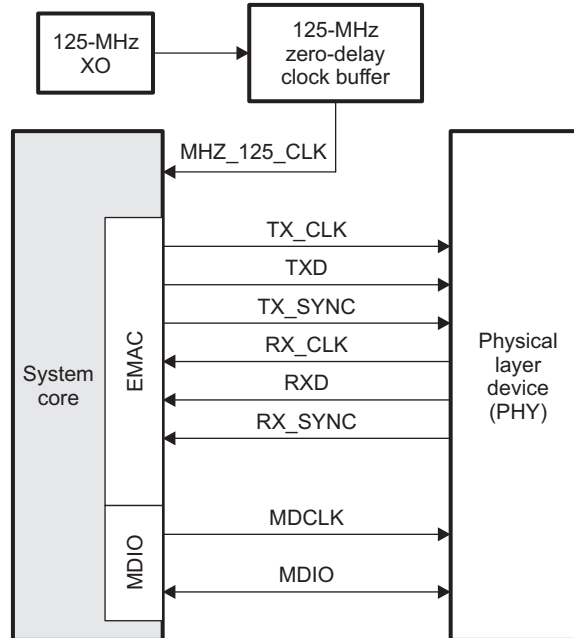 125-MHz
XO
125-MHz
zero-delay
clock buffer
MHZ_125_CLK
TX_CLK
TXD
TX_SYNC
RX_CLK
RXD
RX_SYNC
System
core
EMAC
Physical
layer
device
(PHY)
MDCLK
MDIO
MDIO